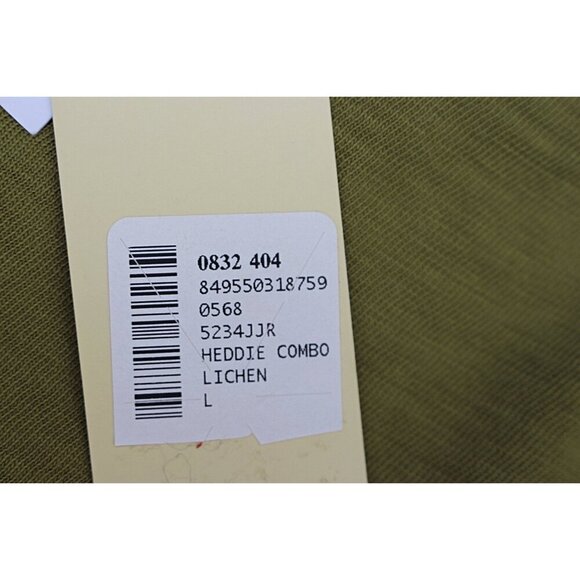 0832 404
849550318759
0568
5234JJR
HEDDIE COMBO
LICHEN
L